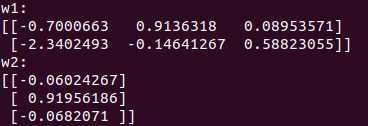 w1:
[[-0.7000663   0.9136318   0.08953571]
 [-2.3402493  -0.14641267  0.58823055]]
w2:
[[-0.06024267]
 [ 0.91956186]
 [-0.0682071 ]]